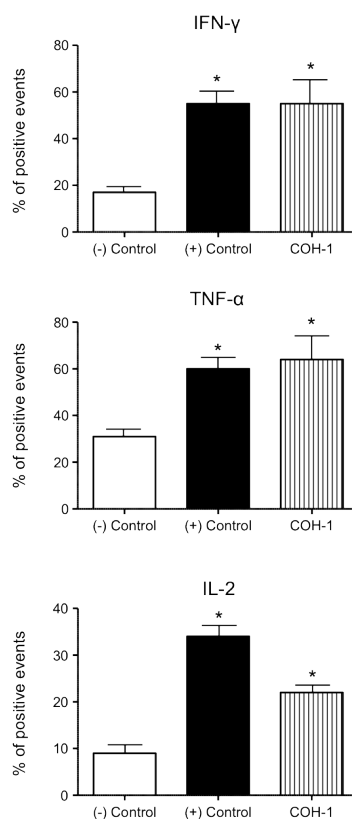 IFN-γ
% of positive events
80
60
40
20
0
*
*
(-) Control
(+) Control
COH-1
TNF-α
% of positive events
80
60
40
20
0
*
*
(-) Control
(+) Control
COH-1
IL-2
% of positive events
40
30
20
10
0
*
*
(-) Control
(+) Control
COH-1